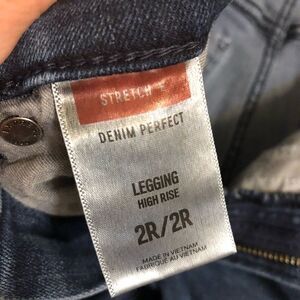 STRETCH
DENIM PERFECT
LEGGING
HIGH RISE
2R/2R
MADE IN VIETNAM
FABRIQUÉ AU VIETNAM